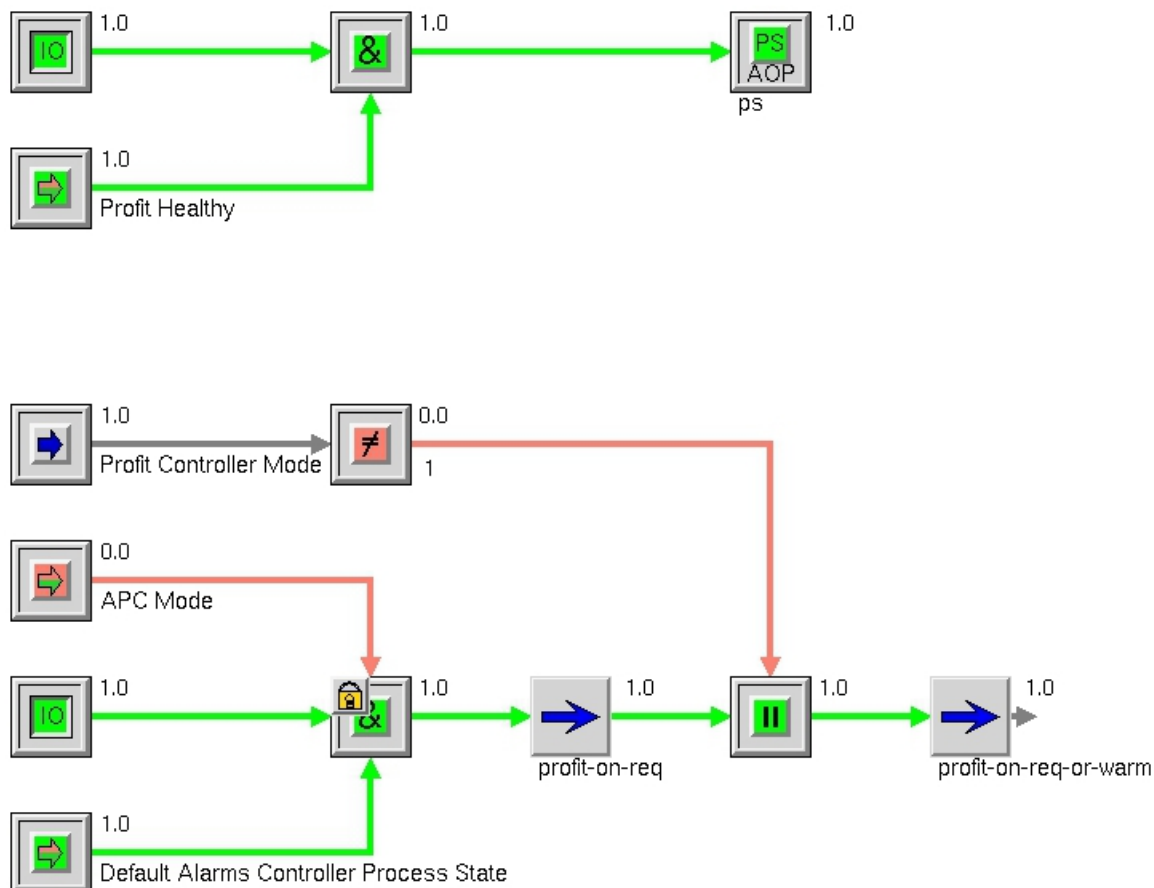 1.0 1.0 1.0
IO & PS
AOP
ps
1.0
Profit Healthy
1.0 0.0
≠
Profit Controller Mode 1
0.0
APC Mode
1.0 1.0 1.0 1.0 1.0
IO & II
profit-on-req profit-on-req-or-warm
1.0
Default Alarms Controller Process State